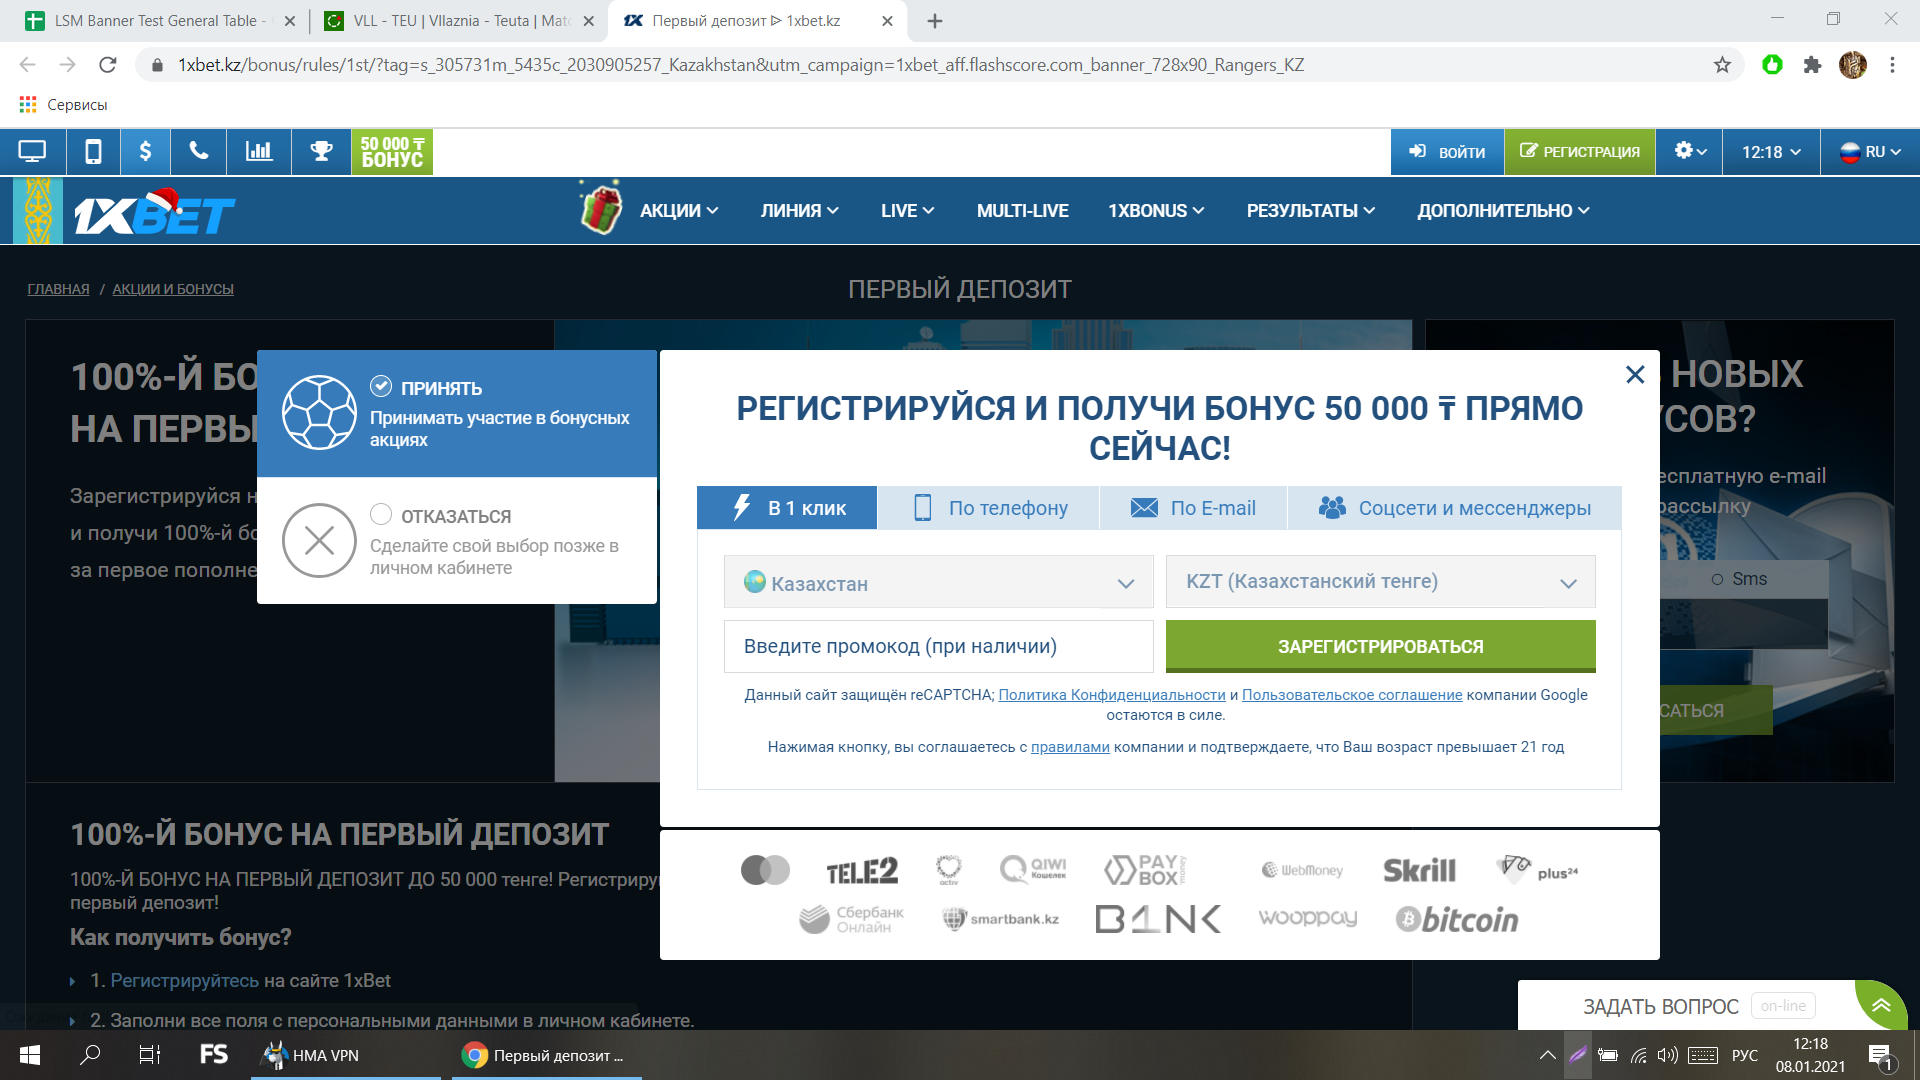 LSM Banner Test General Table -
VLL - TEU | Vllaznia - Teuta | Mat
Первый депозит ᐉ 1xbet.kz
1xbet.kz/bonus/rules/1st/?tag=s_305731m_5435c_2030905257_Kazakhstan&utm_campaign=1xbet_aff.flashscore.com_banner_728x90_Rangers_KZ
Сервисы
50 000 ₸
БОНУС
ВОЙТИ
РЕГИСТРАЦИЯ
12:18
RU
1XBET
АКЦИИ
ЛИНИЯ
LIVE
MULTI-LIVE
1XBONUS
РЕЗУЛЬТАТЫ
ДОПОЛНИТЕЛЬНО
ГЛАВНАЯ / АКЦИИ И БОНУСЫ
ПЕРВЫЙ ДЕПОЗИТ
100%-Й БО
НА ПЕРВЫ
Зарегистрируйся н
и получи 100%-й бо
за первое пополне
ПРИНЯТЬ
Принимать участие в бонусных
акциях
ОТКАЗАТЬСЯ
Сделайте свой выбор позже в
личном кабинете
РЕГИСТРИРУЙСЯ И ПОЛУЧИ БОНУС 50 000 ₸ ПРЯМО
СЕЙЧАС!
В 1 клик
По телефону
По E-mail
Соцсети и мессенджеры
Казахстан
KZT (Казахстанский тенге)
Введите промокод (при наличии)
ЗАРЕГИСТРИРОВАТЬСЯ
Данный сайт защищён reCAPTCHA; Политика Конфиденциальности и Пользовательское соглашение компании Google
остаются в силе.
Нажимая кнопку, вы соглашаетесь с правилами компании и подтверждаете, что Ваш возраст превышает 21 год
НОВЫХ
УСОВ?
есплатную e-mail
рассылку
Sms
САТЬСЯ
TELE2
activ
QIWI
Кошелек
PAY
BOX
money
WebMoney
Skrill
plus24
Сбербанк
Онлайн
smartbank.kz
B1NK
wooppay
bitcoin
100%-Й БОНУС НА ПЕРВЫЙ ДЕПОЗИТ
100%-Й БОНУС НА ПЕРВЫЙ ДЕПОЗИТ ДО 50 000 тенге! Регистриру
первый депозит!
Как получить бонус?
1. Регистрируйтесь на сайте 1xBet
2. Заполни все поля с персональными данными в личном кабинете.
ЗАДАТЬ ВОПРОС
on-line
FS
HMA VPN
Первый депозит ...
РУС
12:18
08.01.2021
1